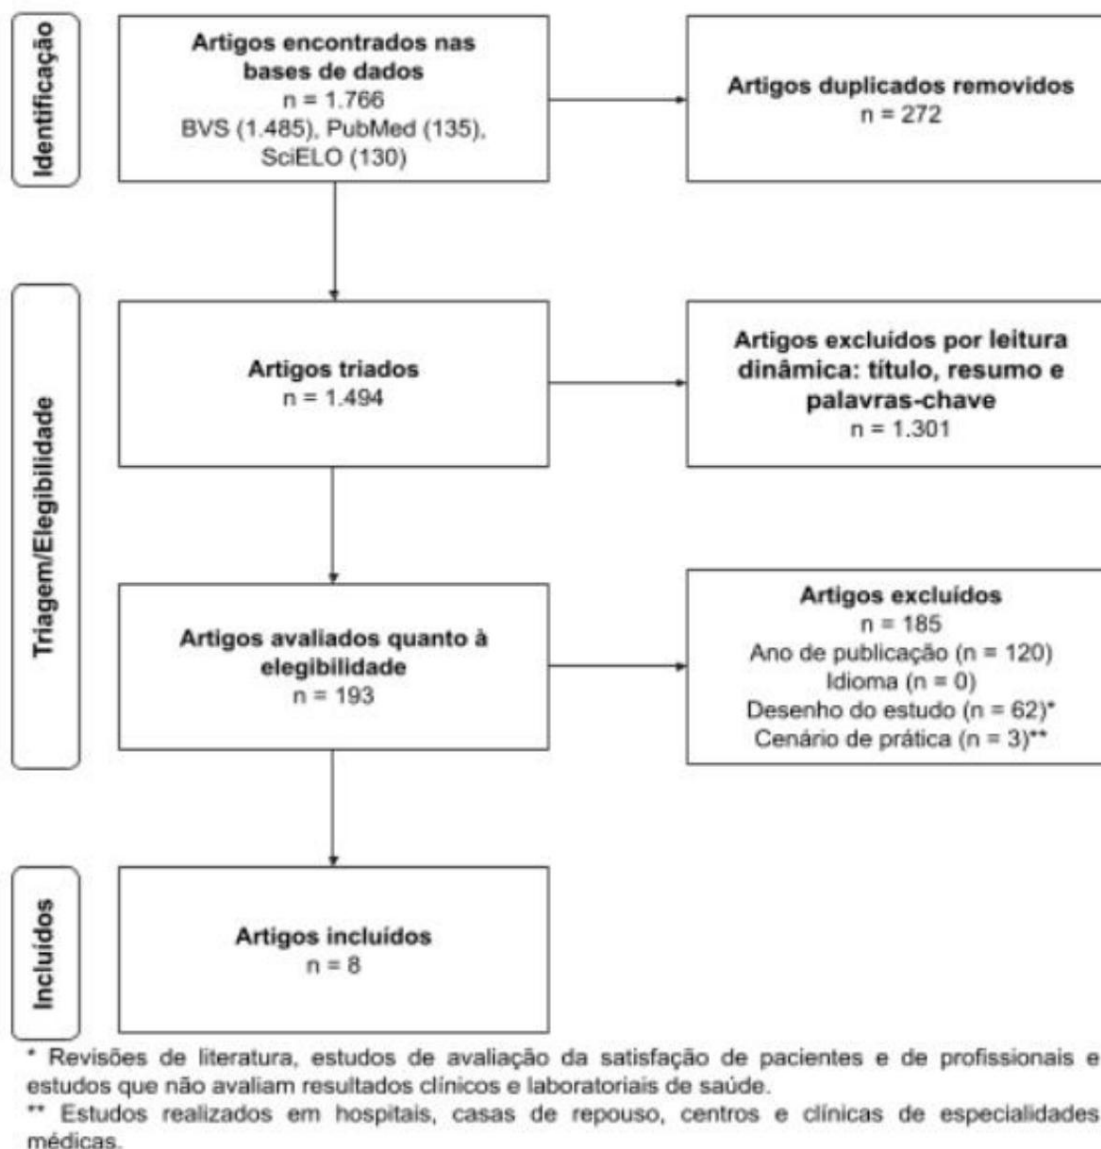 Identificação
Artigos encontrados nas
bases de dados
n = 1.766
BVS (1.485), PubMed (135),
SciELO (130)
Artigos duplicados removidos
n = 272
Triagem/Elegibilidade
Artigos triados
n = 1.494
Artigos excluídos por leitura
dinâmica: título, resumo e
palavras-chave
n = 1.301
Artigos avaliados quanto à
elegibilidade
n = 193
Artigos excluídos
n = 185
Ano de publicação (n = 120)
Idioma (n = 0)
Desenho do estudo (n = 62)*
Cenário de prática (n = 3)**
Incluídos
Artigos incluídos
n = 8
* Revisões de literatura, estudos de avaliação da satisfação de pacientes e de profissionais e
estudos que não avaliam resultados clínicos e laboratoriais de saúde.
** Estudos realizados em hospitais, casas de repouso, centros e clínicas de especialidades
médicas.